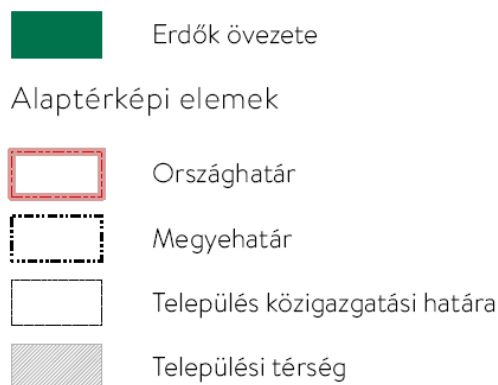 Erdők övezete
Alaptérképi elemek
Országhatár
Megyehatár
Település közigazgatási határa
Települési térség